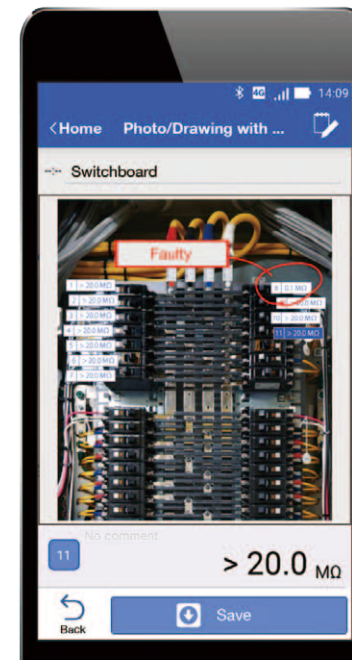 4G 14:09
<Home Photo/Drawing with ...
Switchboard
Faulty
1 > 20.0 MΩ
2 > 20.0 MΩ
3 > 20.0 MΩ
4 > 20.0 MΩ
5 > 20.0 MΩ
6 > 20.0 MΩ
7 > 20.0 MΩ
8 0.1 MΩ
> 20.0 MΩ
10 > 20.0 MΩ
11 > 20.0 MΩ
No comment
11
> 20.0 MΩ
Back
Save